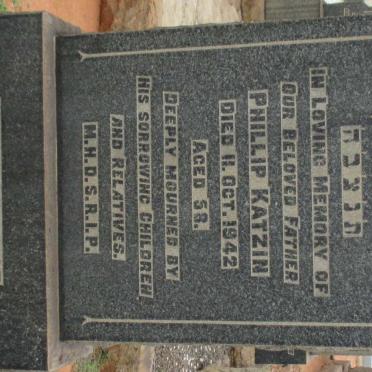 הנצבה
IN LOVING MEMORY OF
OUR BELOVED FATHER
PHILLIP KATZIN
DIED 11. OCT. 1942
AGED 58.
DEEPLY MOURNED BY
HIS SORROWING CHILDREN
AND RELATIVES.
M.H.D.S.R.I.P.